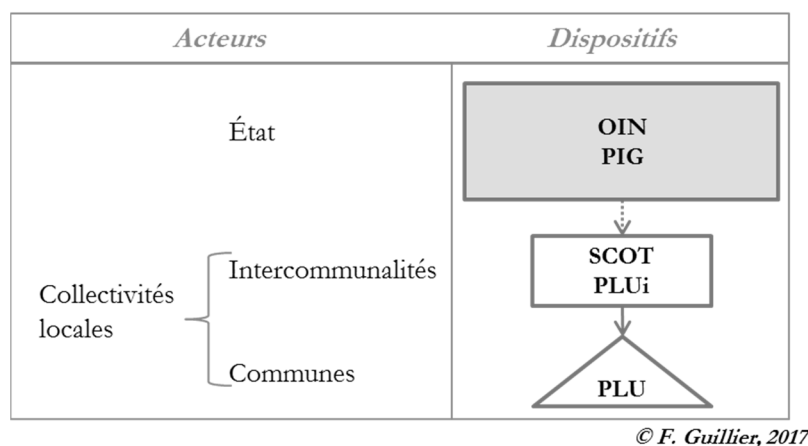 Acteurs
Dispositifs
État
OIN
PIG
Collectivités
locales
Intercommunalités
SCOT
PLUi
Communes
PLU
© F. Guillier, 2017